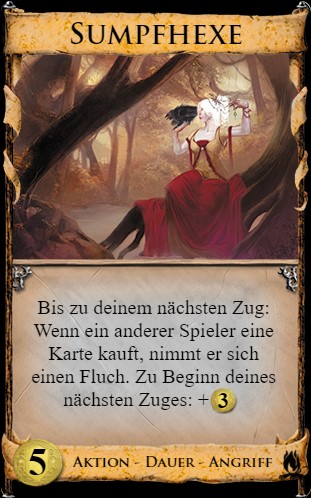 SUMPFHEXE
Bis zu deinem nächsten Zug:
Wenn ein anderer Spieler eine
Karte kauft, nimmt er sich
einen Fluch. Zu Beginn deines
nächsten Zuges: + 3
5 AKTION - DAUER - ANGRIFF